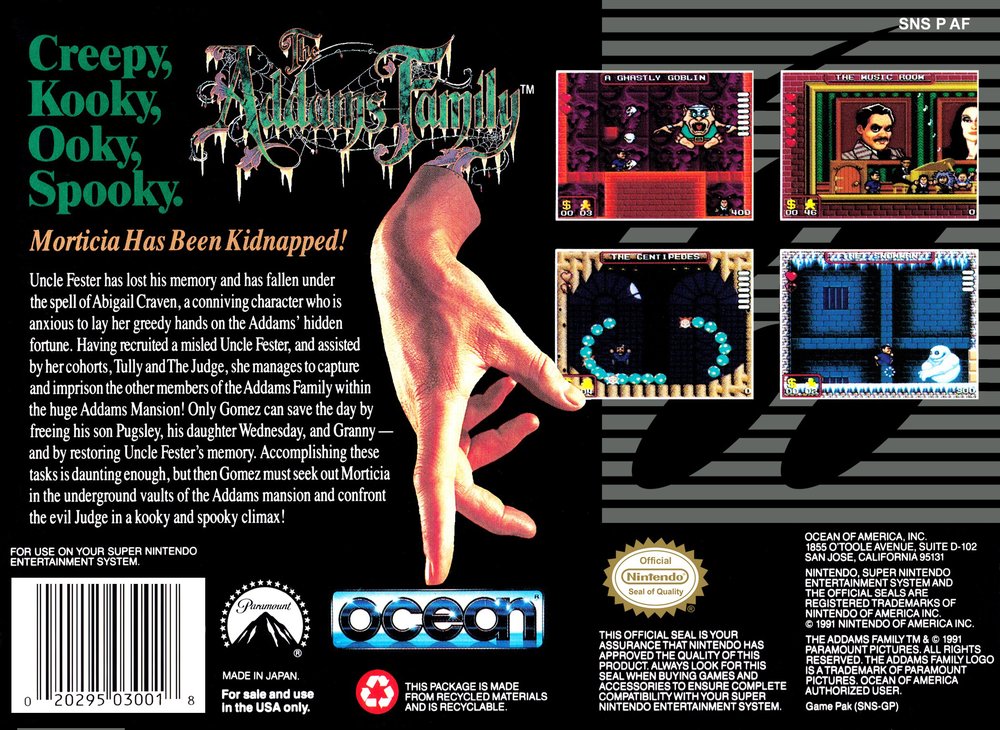 SNS P AF
Creepy,
Kooky,
Ooky,
Spooky.
The
Addams Family™
Morticia Has Been Kidnapped!
Uncle Fester has lost his memory and has fallen under
the spell of Abigail Craven, a conniving character who is
anxious to lay her greedy hands on the Addams' hidden
fortune. Having recruited a misled Uncle Fester, and assisted
by her cohorts, Tully and The Judge, she manages to capture
and imprison the other members of the Addams Family within
the huge Addams Mansion! Only Gomez can save the day by
freeing his son Pugsley, his daughter Wednesday, and Granny —
and by restoring Uncle Fester's memory. Accomplishing these
tasks is daunting enough, but then Gomez must seek out Morticia
in the underground vaults of the Addams mansion and confront
the evil Judge in a kooky and spooky climax!
A GHASTLY GOBLIN
$
00 03
400
THE MUSIC ROOM
$
00 46
0
THE CENTIPEDES
0
$
900
FOR USE ON YOUR SUPER NINTENDO
ENTERTAINMENT SYSTEM.
0 20295 03001 8
Paramount
®
MADE IN JAPAN.
For sale and use
in the USA only.
ocean®
THIS PACKAGE IS MADE
FROM RECYCLED MATERIALS
AND IS RECYCLABLE.
Official
Nintendo
Seal of Quality
®
THIS OFFICIAL SEAL IS YOUR
ASSURANCE THAT NINTENDO HAS
APPROVED THE QUALITY OF THIS
PRODUCT. ALWAYS LOOK FOR THIS
SEAL WHEN BUYING GAMES AND
ACCESSORIES TO ENSURE COMPLETE
COMPATIBILITY WITH YOUR SUPER
NINTENDO ENTERTAINMENT SYSTEM.
OCEAN OF AMERICA, INC.
1855 O'TOOLE AVENUE, SUITE D-102
SAN JOSE, CALIFORNIA 95131
NINTENDO, SUPER NINTENDO
ENTERTAINMENT SYSTEM AND
THE OFFICIAL SEALS ARE
REGISTERED TRADEMARKS OF
NINTENDO OF AMERICA INC.
© 1991 NINTENDO OF AMERICA INC.
THE ADDAMS FAMILY TM & © 1991
PARAMOUNT PICTURES. ALL RIGHTS
RESERVED. THE ADDAMS FAMILY LOGO
IS A TRADEMARK OF PARAMOUNT
PICTURES. OCEAN OF AMERICA
AUTHORIZED USER.
Game Pak (SNS-GP)